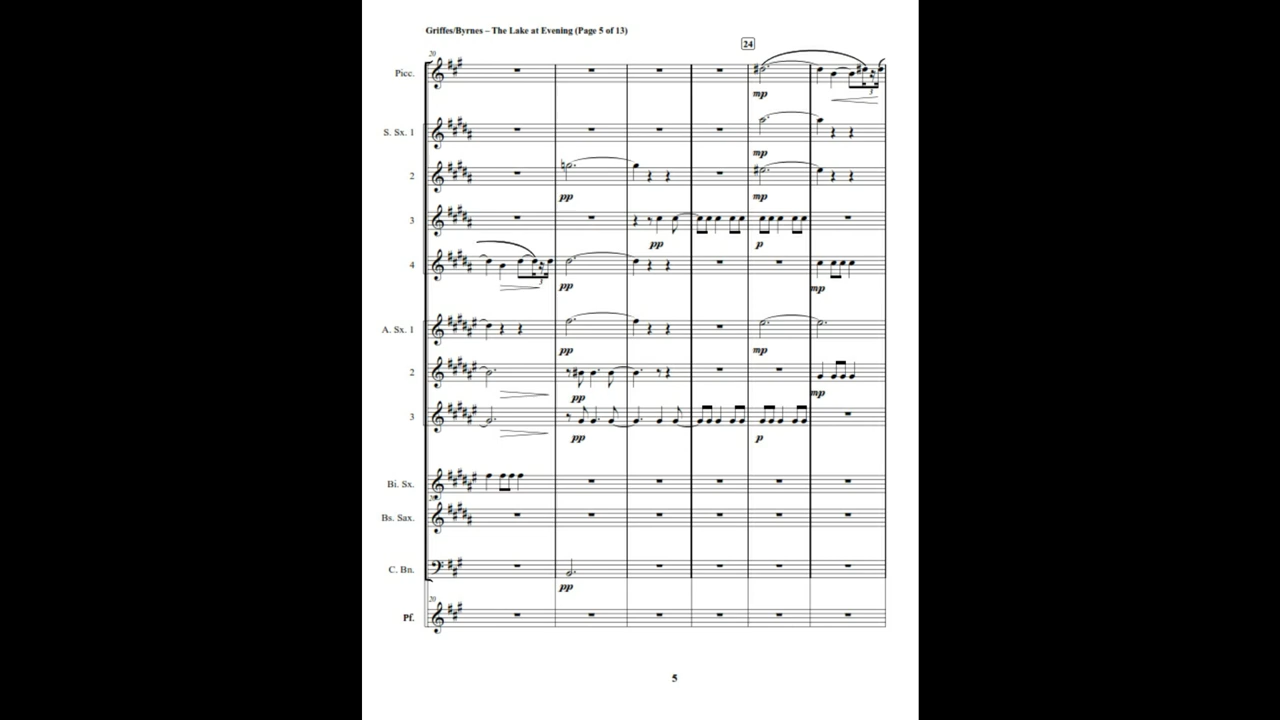 Griffes/Byrnes – The Lake at Evening (Page 5 of 13)
24
20
Picc.
mp
3
S. Sx. 1
mp
2
pp
mp
3
pp
p
4
3
pp
mp
A. Sx. 1
pp
mp
2
pp
mp
3
pp
p
Bi. Sx.
20
Bs. Sax.
C. Bn.
pp
20
Pf.
5